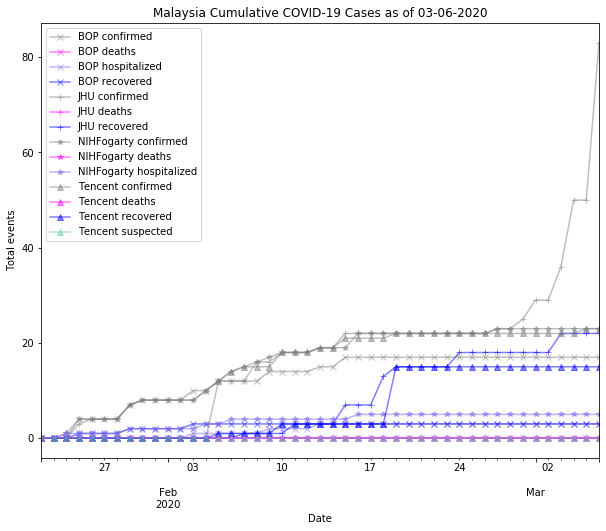 Malaysia Cumulative COVID-19 Cases as of 03-06-2020
BOP confirmed
BOP deaths
BOP hospitalized
BOP recovered
JHU confirmed
JHU deaths
JHU recovered
NIHFogarty confirmed
NIHFogarty deaths
NIHFogarty hospitalized
Tencent confirmed
Tencent deaths
Tencent recovered
Tencent suspected
Total events
80
60
40
20
0
27 03 10 17 24 02
Feb Mar
2020
Date